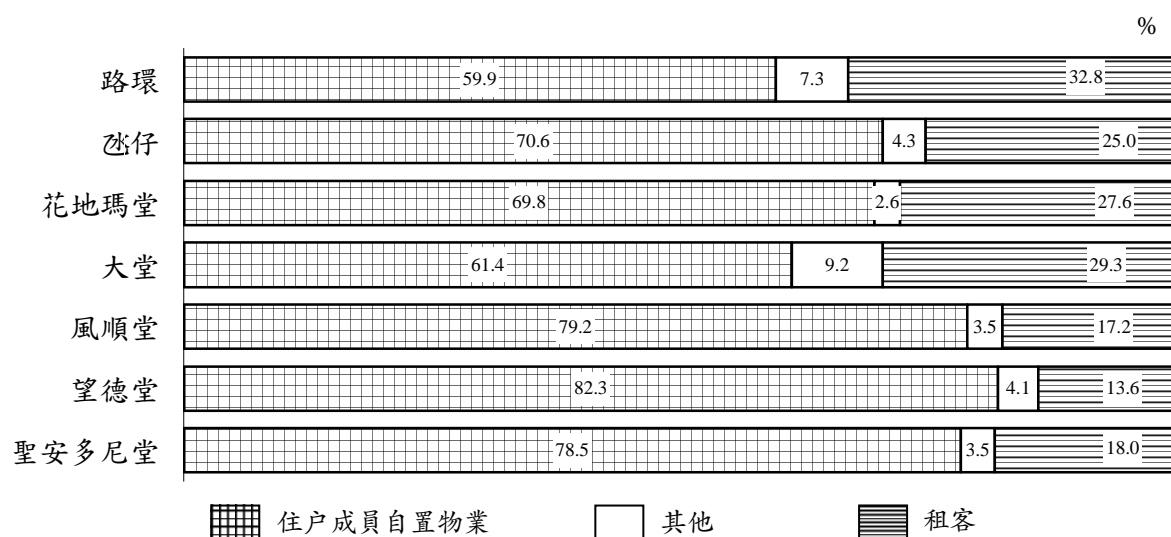 %
路環 59.9 7.3 32.8
氹仔 70.6 4.3 25.0
花地瑪堂 69.8 2.6 27.6
大堂 61.4 9.2 29.3
風順堂 79.2 3.5 17.2
望德堂 82.3 4.1 13.6
聖安多尼堂 78.5 3.5 18.0
住戶成員自置物業 其他 租客